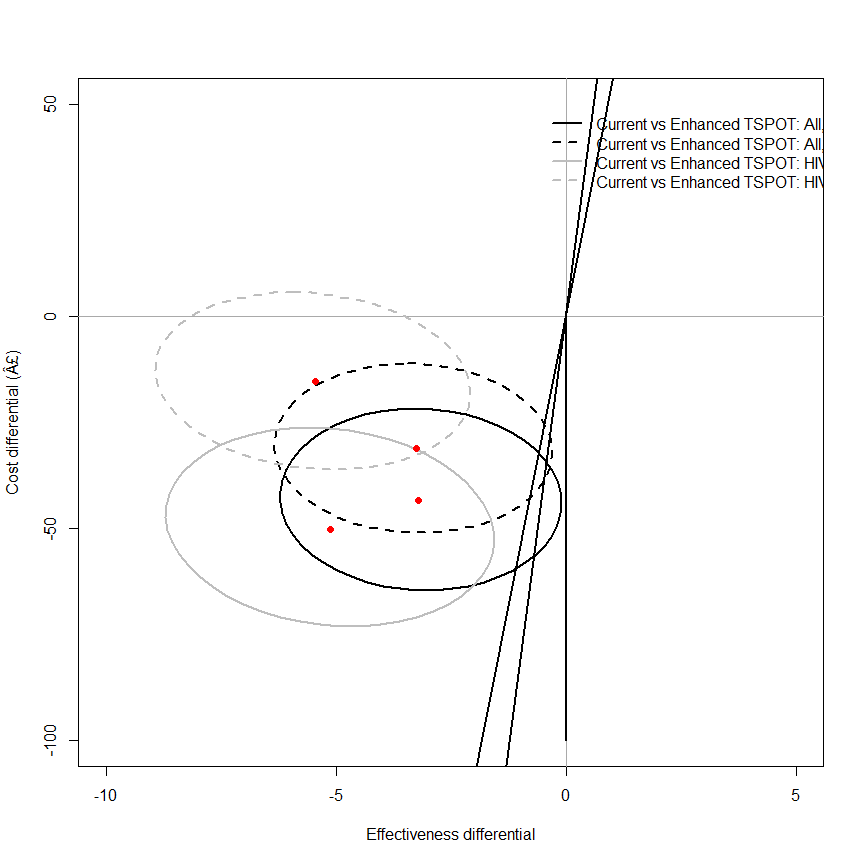 50
0
-50
-100
Cost differential (Â£)
Current vs Enhanced TSPOT: All,
Current vs Enhanced TSPOT: All,
Current vs Enhanced TSPOT: HIV
Current vs Enhanced TSPOT: HIV
-10 -5 0 5
Effectiveness differential